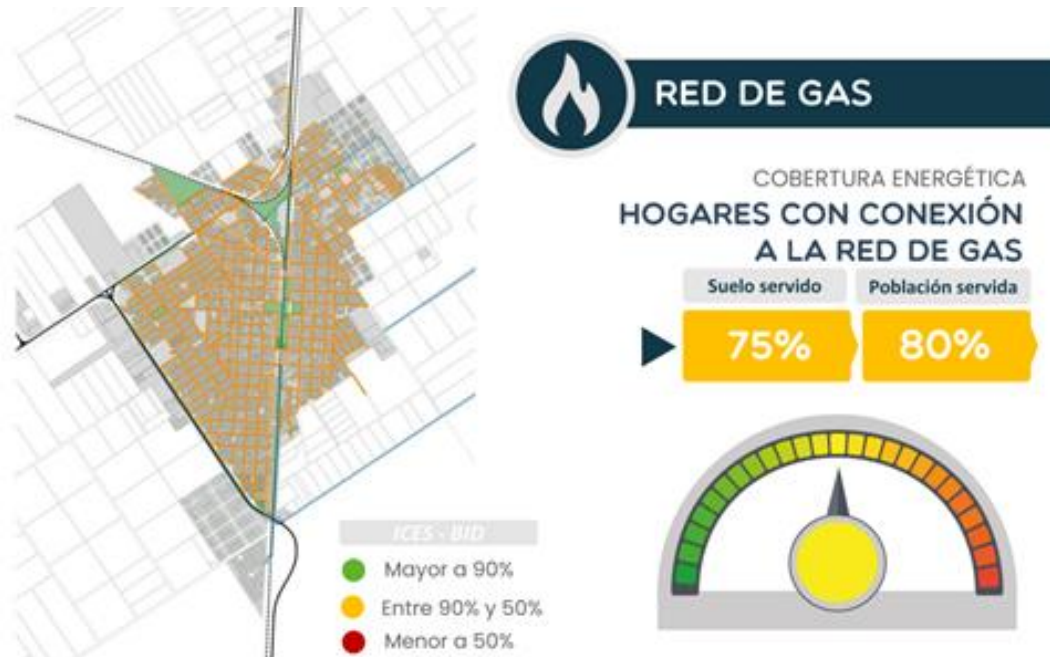 RED DE GAS
COBERTURA ENERGÉTICA
HOGARES CON CONEXIÓN
A LA RED DE GAS
Suelo servido
Población servida
75%
80%
ICES - BID
Mayor a 90%
Entre 90% y 50%
Menor a 50%